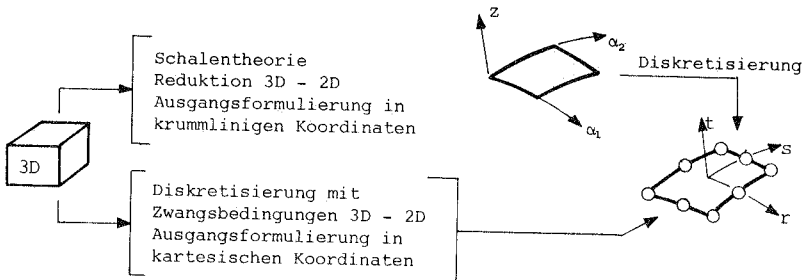 Schalentheorie
Reduktion 3D - 2D
Ausgangsformulierung in
krummlinigen Koordinaten
z
α₂
α₁
Diskretisierung
3D
Diskretisierung mit
Zwangsbedingungen 3D - 2D
Ausgangsformulierung in
kartesischen Koordinaten
t
s
r